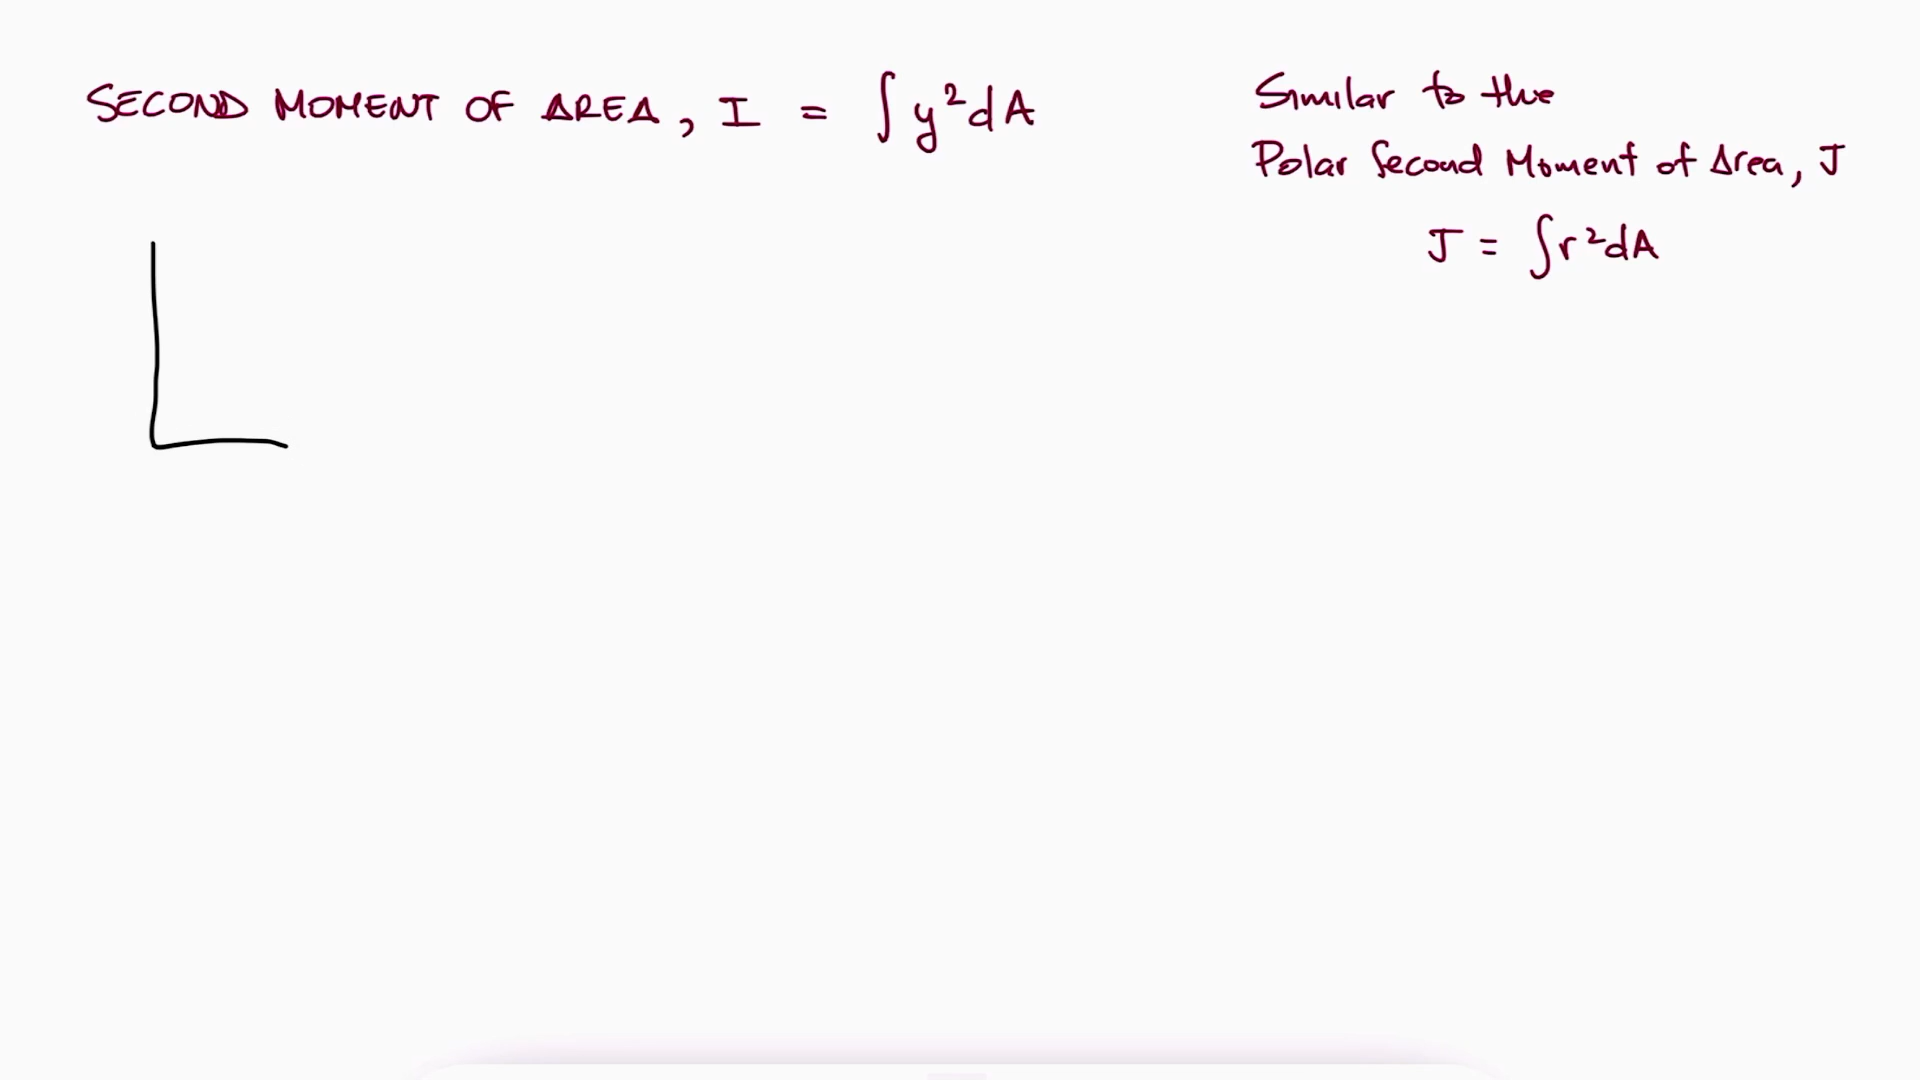 SECOND MOMENT OF AREA, I = ∫y²dA
Similar to the
Polar Second Moment of Area, J
J = ∫r²dA